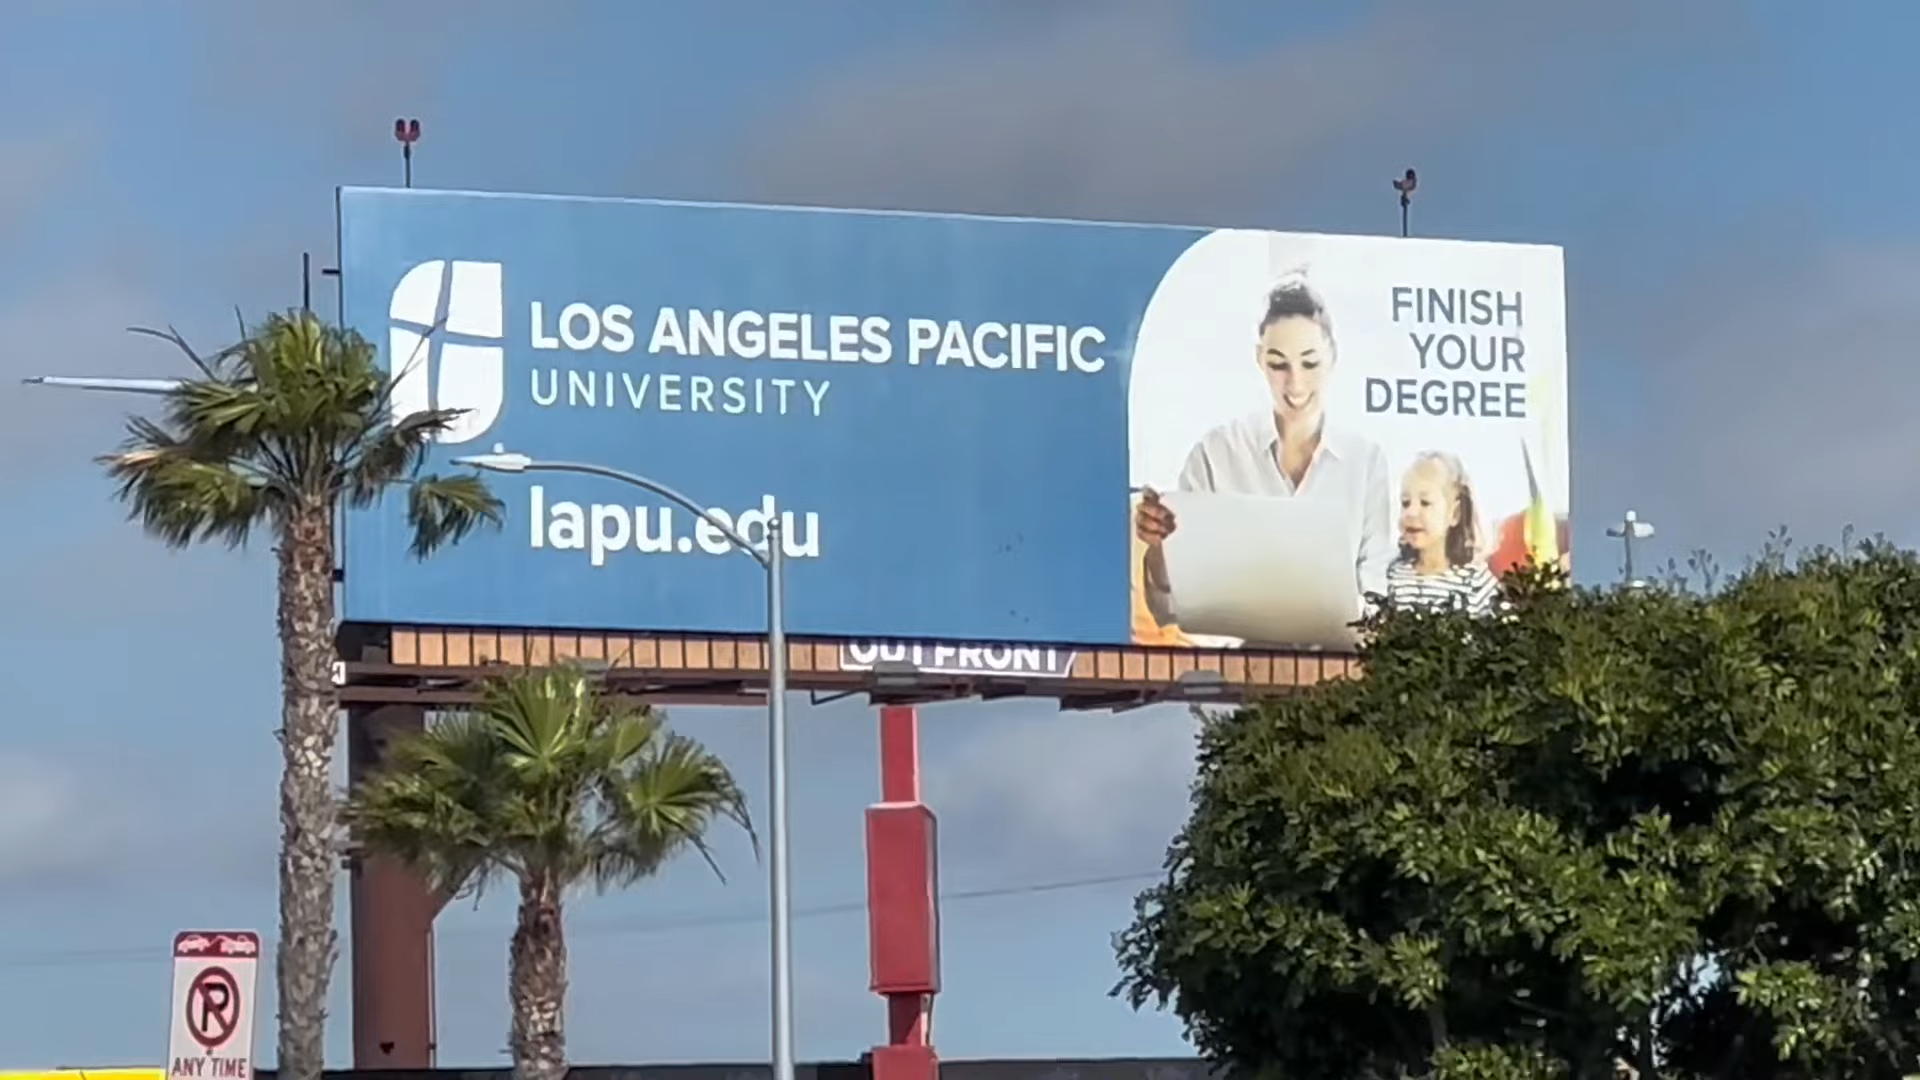 LOS ANGELES PACIFIC
UNIVERSITY
lapu.edu
FINISH
YOUR
DEGREE
OUTFRONT/
ANY TIME